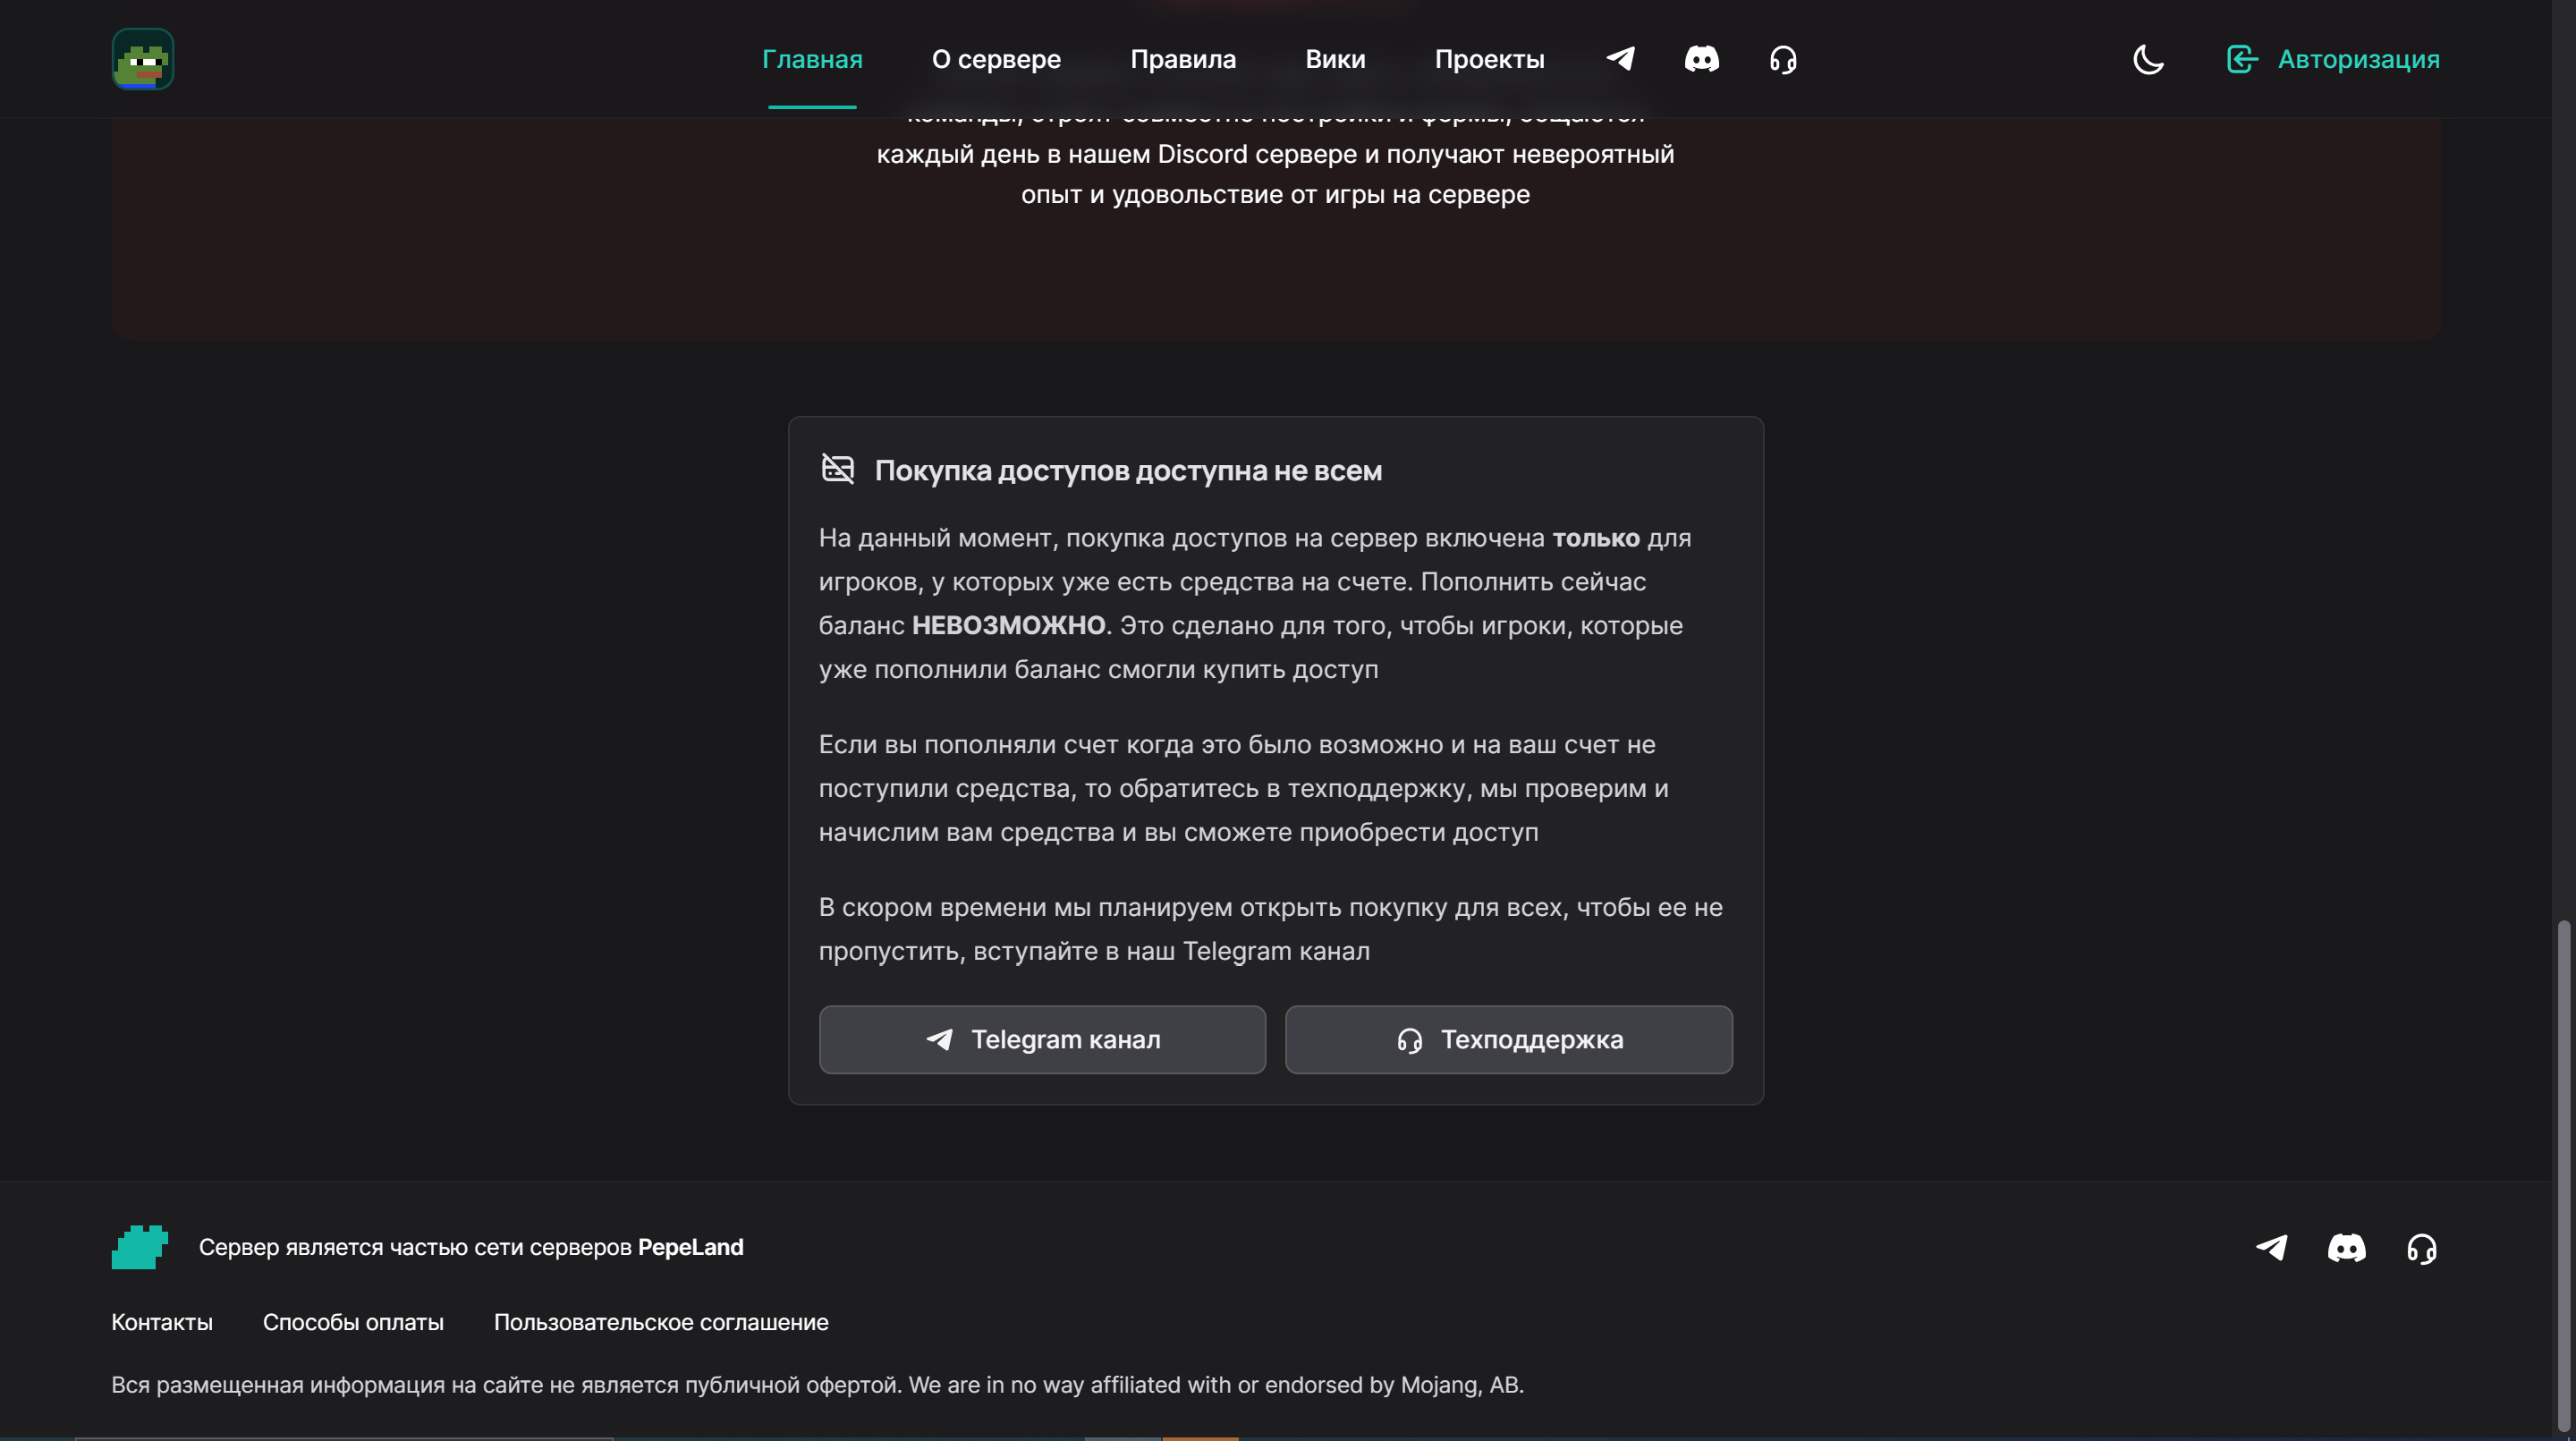 Главная
О сервере
Правила
Вики
Проекты
Авторизация
команды, строят совместно постройки и фермы, общаются
каждый день в нашем Discord сервере и получают невероятный
опыт и удовольствие от игры на сервере
Покупка доступов доступна не всем
На данный момент, покупка доступов на сервер включена только для
игроков, у которых уже есть средства на счете. Пополнить сейчас
баланс НЕВОЗМОЖНО. Это сделано для того, чтобы игроки, которые
уже пополнили баланс смогли купить доступ
Если вы пополняли счет когда это было возможно и на ваш счет не
поступили средства, то обратитесь в техподдержку, мы проверим и
начислим вам средства и вы сможете приобрести доступ
В скором времени мы планируем открыть покупку для всех, чтобы ее не
пропустить, вступайте в наш Telegram канал
Telegram канал
Техподдержка
Сервер является частью сети серверов PepeLand
Контакты
Способы оплаты
Пользовательское соглашение
Вся размещенная информация на сайте не является публичной офертой. We are in no way affiliated with or endorsed by Mojang, AB.